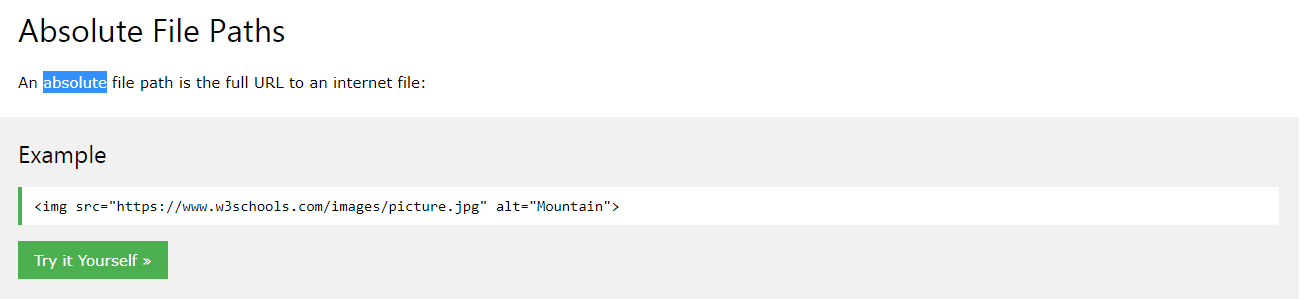 Absolute File Paths
An absolute file path is the full URL to an internet file:
Example
<img src="https://www.w3schools.com/images/picture.jpg" alt="Mountain">
Try it Yourself »